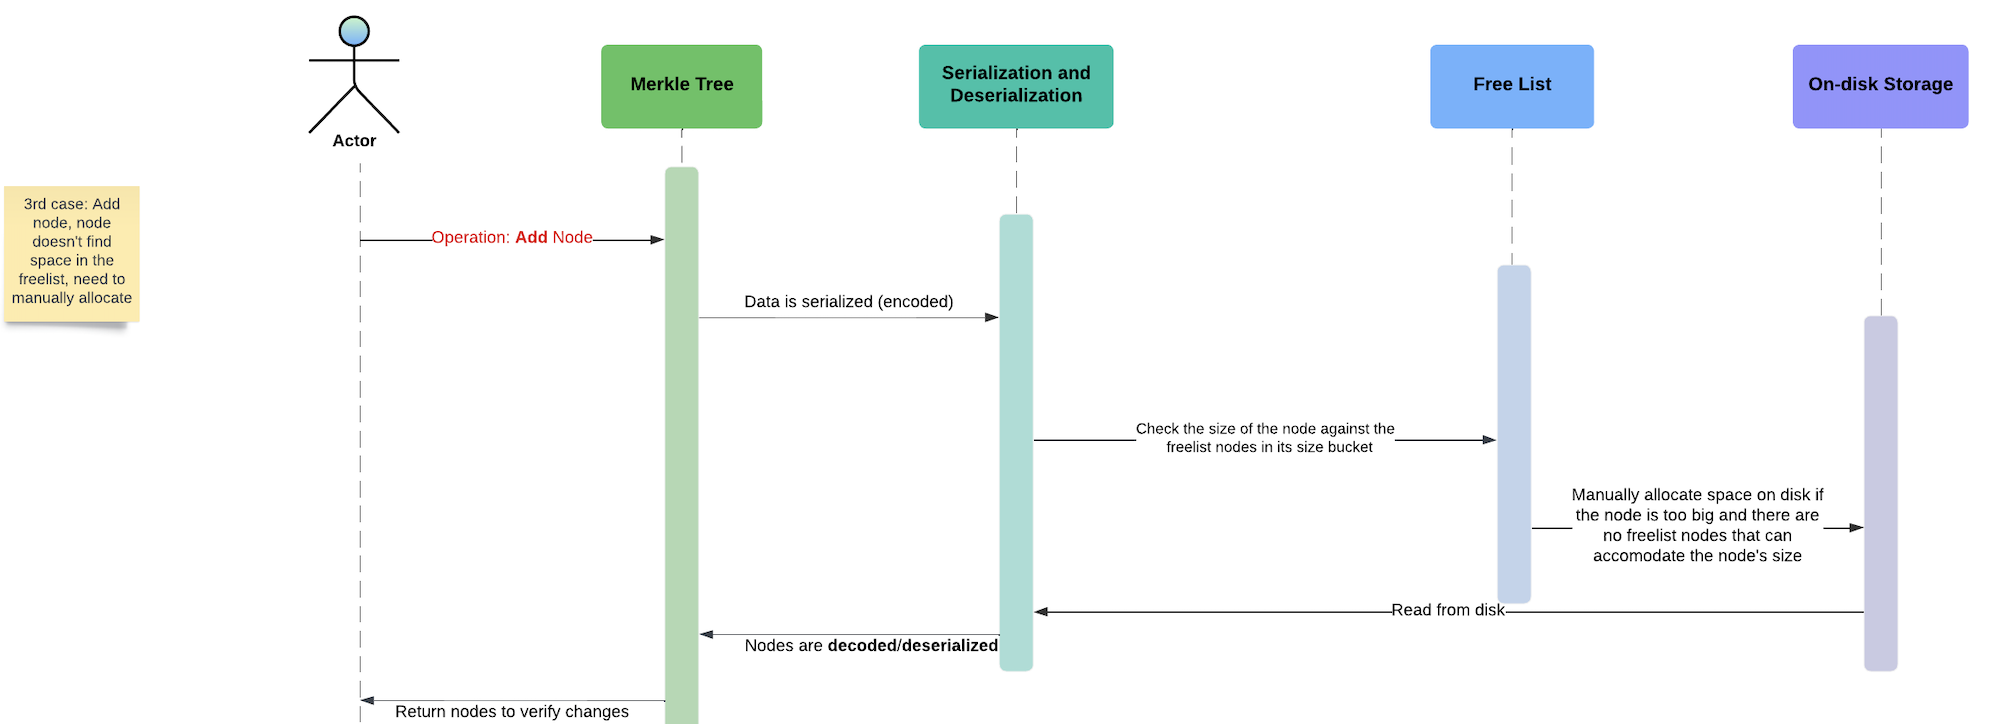 Actor
Merkle Tree
Serialization and
Deserialization
Free List
On-disk Storage
3rd case: Add
node, node
doesn't find
space in the
freelist, need to
manually allocate
Operation: Add Node
Data is serialized (encoded)
Check the size of the node against the
freelist nodes in its size bucket
Manually allocate space on disk if
the node is too big and there are
no freelist nodes that can
accomodate the node's size
Read from disk
Nodes are decoded/deserialized
Return nodes to verify changes